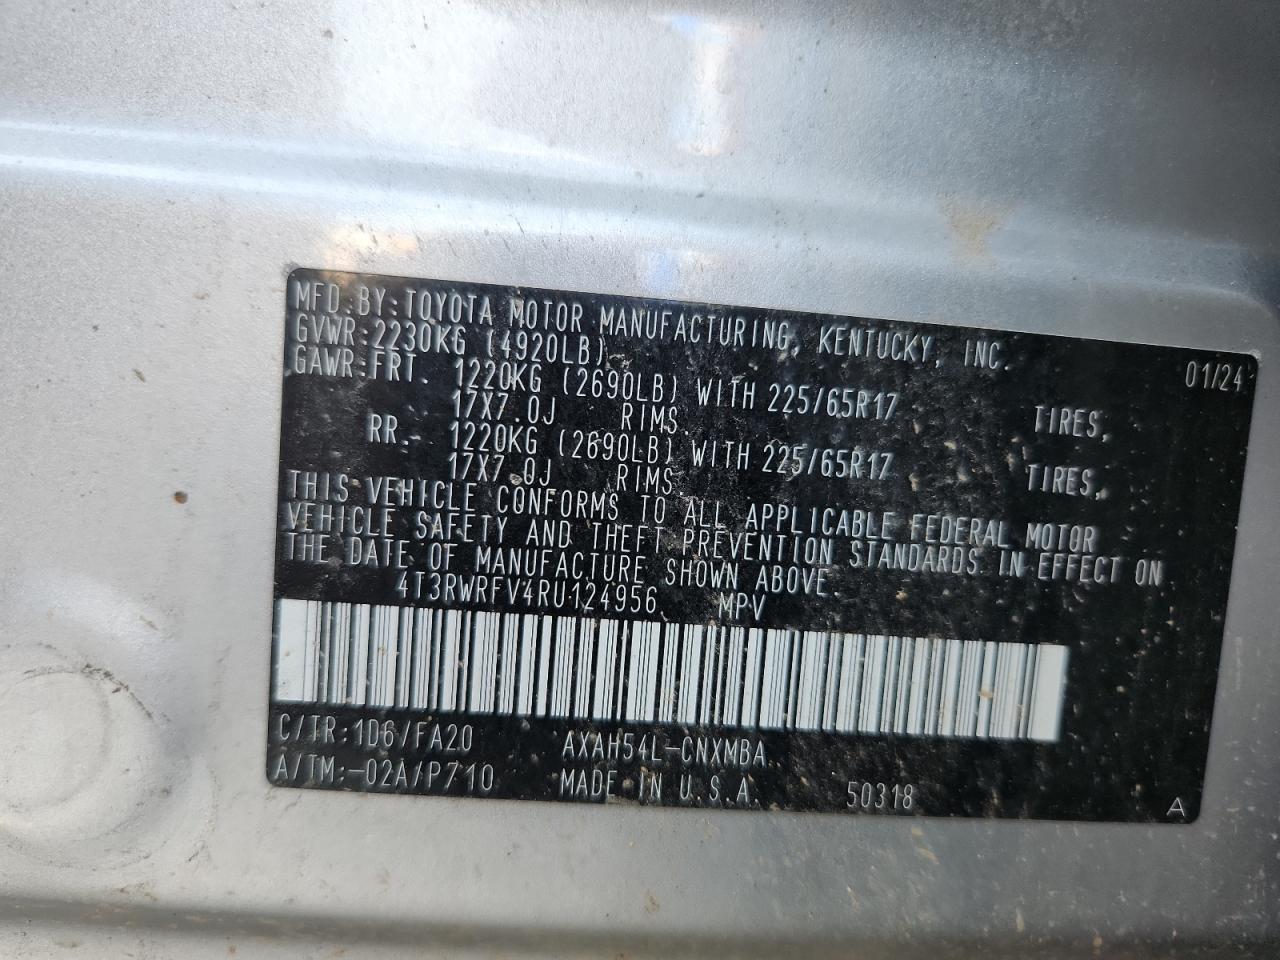 MFD.BY:TOYOTA MOTOR MANUFACTURING, KENTUCKY, INC.
GVWR:2230KG (4920LB) 01/24
GAWR:FRT. 1220KG (2690LB) WITH 225/65R17 TIRES,
17X7.0J RIMS,
RR.- 1220KG (2690LB) WITH 225/65R17 TIRES,
17X7.0J RIMS
THIS VEHICLE CONFORMS TO ALL APPLICABLE FEDERAL MOTOR
VEHICLE SAFETY AND THEFT PREVENTION STANDARDS IN EFFECT ON
THE DATE OF MANUFACTURE SHOWN ABOVE.
4T3RWRFV4RU124956 MPV
C/TR:1D6/FA20 AXAH54L-CNXMBA
A/TM:-02A/P710 MADE IN U.S.A. 50318 A